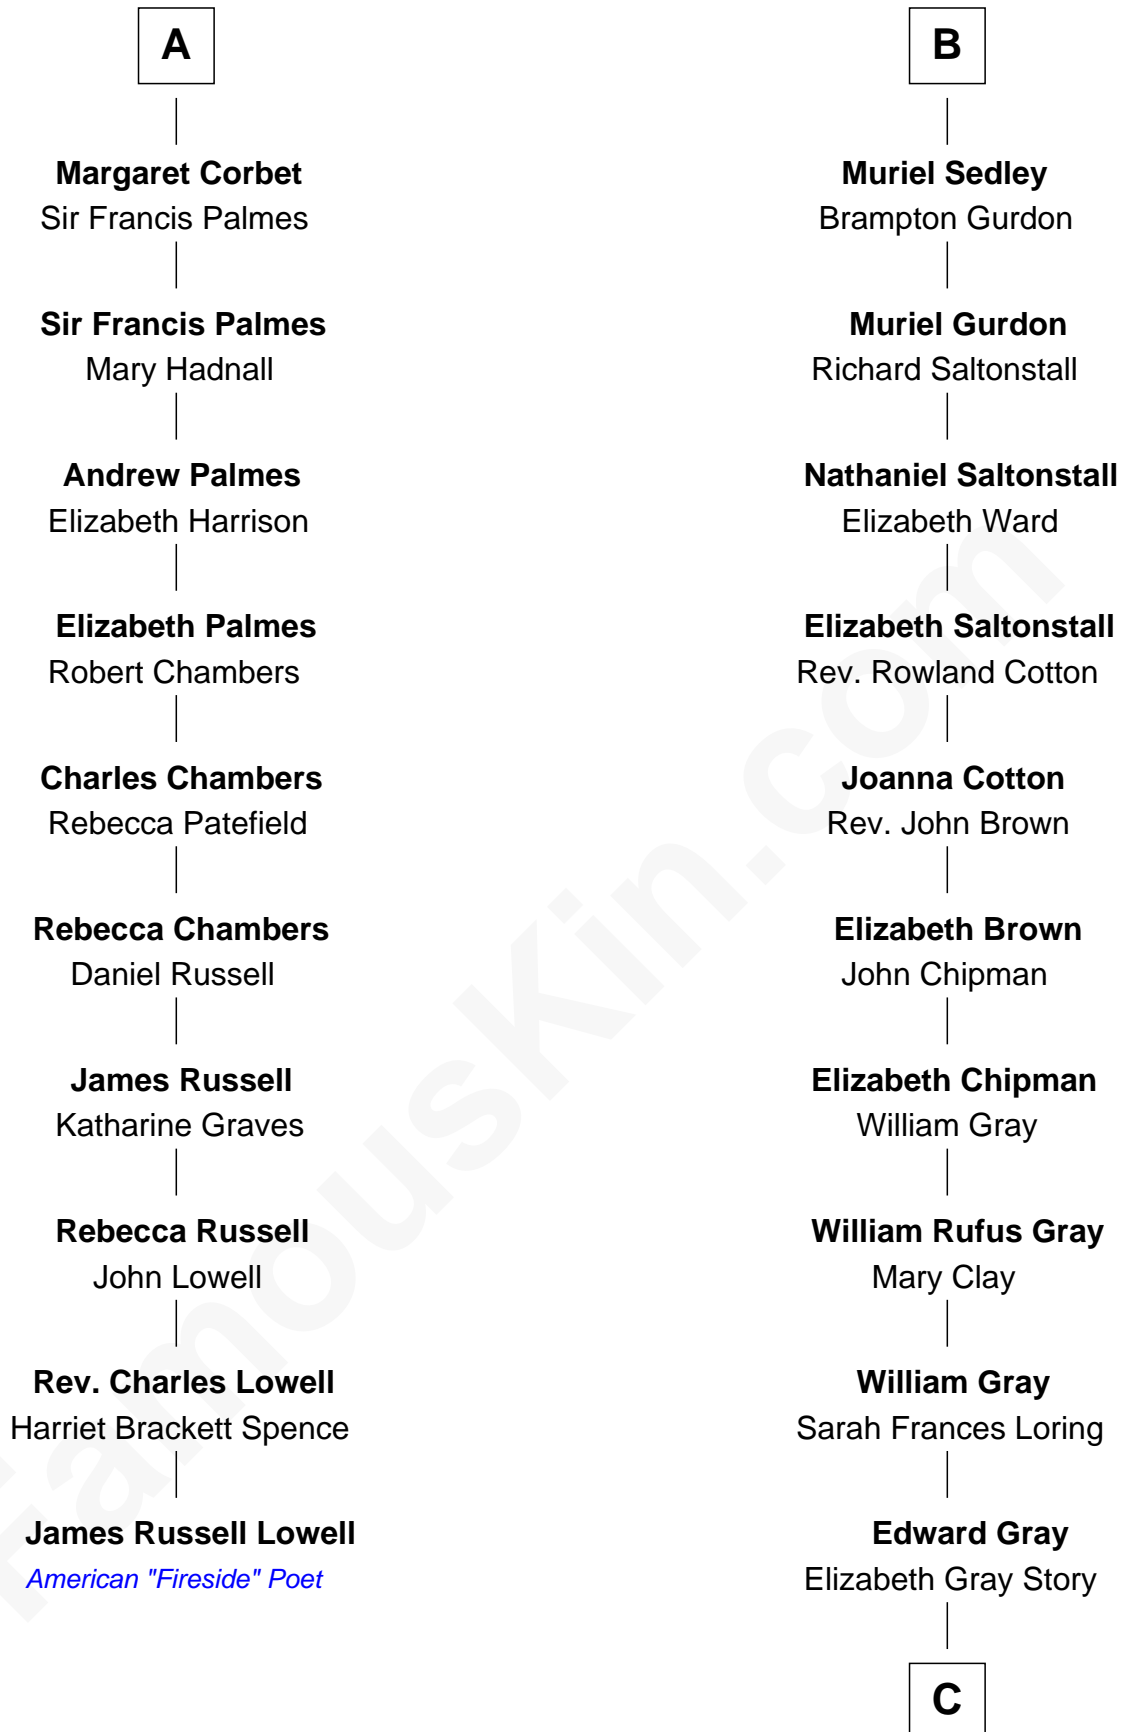 A
Margaret Corbet
Sir Francis Palmes
Sir Francis Palmes
Mary Hadnall
Andrew Palmes
Elizabeth Harrison
Elizabeth Palmes
Robert Chambers
Charles Chambers
Rebecca Patefield
Rebecca Chambers
Daniel Russell
James Russell
Katharine Graves
Rebecca Russell
John Lowell
Rev. Charles Lowell
Harriet Brackett Spence
James Russell Lowell
American "Fireside" Poet
B
Muriel Sedley
Brampton Gurdon
Muriel Gurdon
Richard Saltonstall
Nathaniel Saltonstall
Elizabeth Ward
Elizabeth Saltonstall
Rev. Rowland Cotton
Joanna Cotton
Rev. John Brown
Elizabeth Brown
John Chipman
Elizabeth Chipman
William Gray
William Rufus Gray
Mary Clay
William Gray
Sarah Frances Loring
Edward Gray
Elizabeth Gray Story
C
FamousKin.com